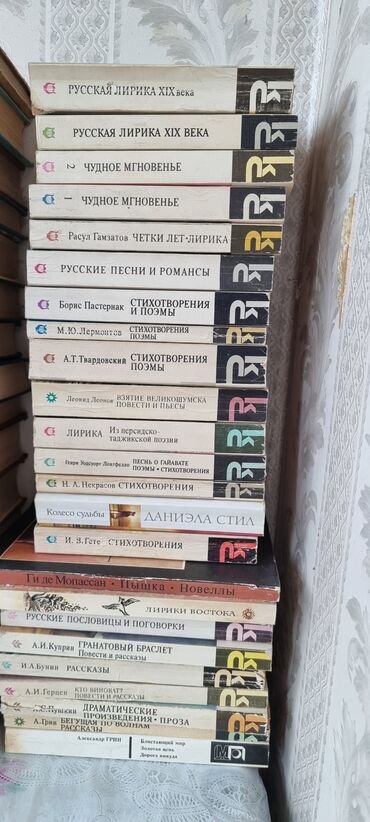 РУССКАЯ ЛИРИКА XIX века
РУССКАЯ ЛИРИКА XIX ВЕКА
2 ЧУДНОЕ МГНОВЕНЬЕ
1 ЧУДНОЕ МГНОВЕНЬЕ
Расул Гамзатов ЧЕТКИ ЛЕТ•ЛИРИКА
РУССКИЕ ПЕСНИ И РОМАНСЫ
Борис Пастернак СТИХОТВОРЕНИЯ
И ПОЭМЫ
М.Ю.Лермонтов СТИХОТВОРЕНИЯ
ПОЭМЫ
А.Т.Твардовский СТИХОТВОРЕНИЯ
ПОЭМЫ
Леонид Леонов ВЗЯТИЕ ВЕЛИКОШУМСКА
ПОВЕСТИ И ПЬЕСЫ
ЛИРИКА Из персидско-
таджикской поэзии
Генри Уодсуорт Лонгфелло ПЕСНЬ О ГАЙАВАТЕ
ПОЭМЫ • СТИХОТВОРЕНИЯ
Н.А.Некрасов СТИХОТВОРЕНИЯ
Колесо судьбы ДАНИЭЛА СТИЛ
И.В.Гете СТИХОТВОРЕНИЯ
Ги де Мопассан • Пышка • Новеллы
ЛИРИКИ ВОСТОКА
РУССКИЕ ПОСЛОВИЦЫ И ПОГОВОРКИ
А.И.Куприн ГРАНАТОВЫЙ БРАСЛЕТ
Повести и рассказы
И.А.Бунин РАССКАЗЫ
А.И.Герцен КТО ВИНОВАТ?
ПОВЕСТИ И РАССКАЗЫ
Пушкин ДРАМАТИЧЕСКИЕ
ПРОИЗВЕДЕНИЯ • ПРОЗА
А.Грин БЕГУЩАЯ ПО ВОЛНАМ
РАССКАЗЫ
Александр ГРИН Блистающий мир
Золотая цепь
Дорога никуда